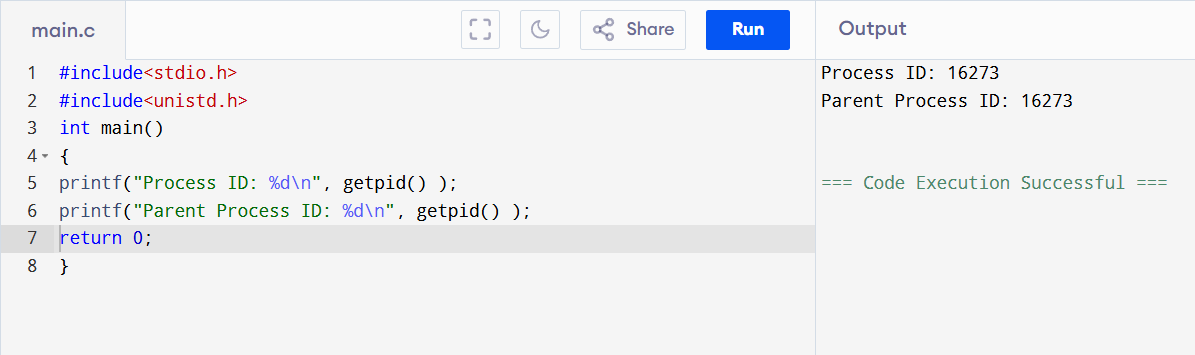 main.c
Share
Run
Output
1 #include<stdio.h>
2 #include<unistd.h>
3 int main()
4 {
5 printf("Process ID: %d\n", getpid() );
6 printf("Parent Process ID: %d\n", getpid() );
7 return 0;
8 }
Process ID: 16273
Parent Process ID: 16273
=== Code Execution Successful ===